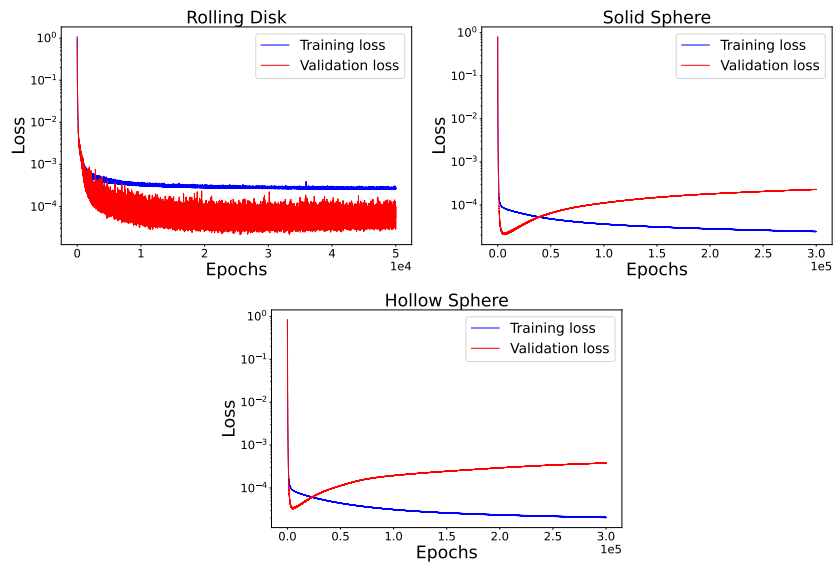 Rolling Disk
Loss
10^0
10^-1
10^-2
10^-3
10^-4
Training loss
Validation loss
0 1 2 3 4 5
1e4
Epochs
Solid Sphere
Loss
10^0
10^-1
10^-2
10^-3
10^-4
Training loss
Validation loss
0.0 0.5 1.0 1.5 2.0 2.5 3.0
1e5
Epochs
Hollow Sphere
Loss
10^0
10^-1
10^-2
10^-3
10^-4
Training loss
Validation loss
0.0 0.5 1.0 1.5 2.0 2.5 3.0
1e5
Epochs